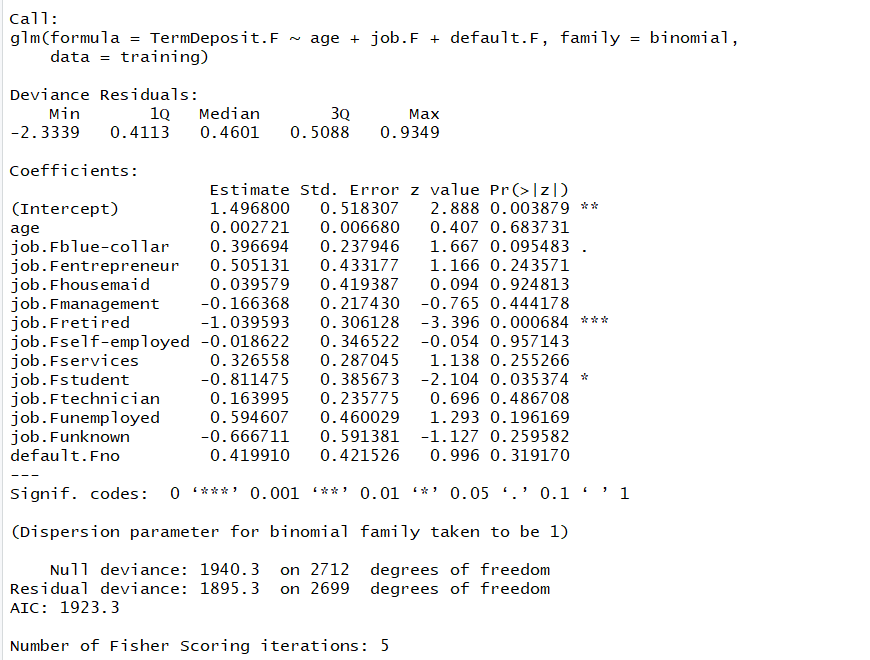 Call:
glm(formula = TermDeposit.F ~ age + job.F + default.F, family = binomial,
    data = training)

Deviance Residuals:
    Min       1Q   Median       3Q      Max
-2.3339   0.4113   0.4601   0.5088   0.9349

Coefficients:
                    Estimate Std. Error z value Pr(>|z|)
(Intercept)         1.496800   0.518307   2.888 0.003879 **
age                 0.002721   0.006680   0.407 0.683731
job.Fblue-collar    0.396694   0.237946   1.667 0.095483 .
job.Fentrepreneur   0.505131   0.433177   1.166 0.243571
job.Fhousemaid      0.039579   0.419387   0.094 0.924813
job.Fmanagement    -0.166368   0.217430  -0.765 0.444178
job.Fretired       -1.039593   0.306128  -3.396 0.000684 ***
job.Fself-employed -0.018622   0.346522  -0.054 0.957143
job.Fservices       0.326558   0.287045   1.138 0.255266
job.Fstudent       -0.811475   0.385673  -2.104 0.035374 *
job.Ftechnician     0.163995   0.235775   0.696 0.486708
job.Funemployed     0.594607   0.460029   1.293 0.196169
job.Funknown       -0.666711   0.591381  -1.127 0.259582
default.Fno         0.419910   0.421526   0.996 0.319170
---
Signif. codes:  0 ‘***’ 0.001 ‘**’ 0.01 ‘*’ 0.05 ‘.’ 0.1 ‘ ’ 1

(Dispersion parameter for binomial family taken to be 1)

    Null deviance: 1940.3  on 2712  degrees of freedom
Residual deviance: 1895.3  on 2699  degrees of freedom
AIC: 1923.3

Number of Fisher Scoring iterations: 5